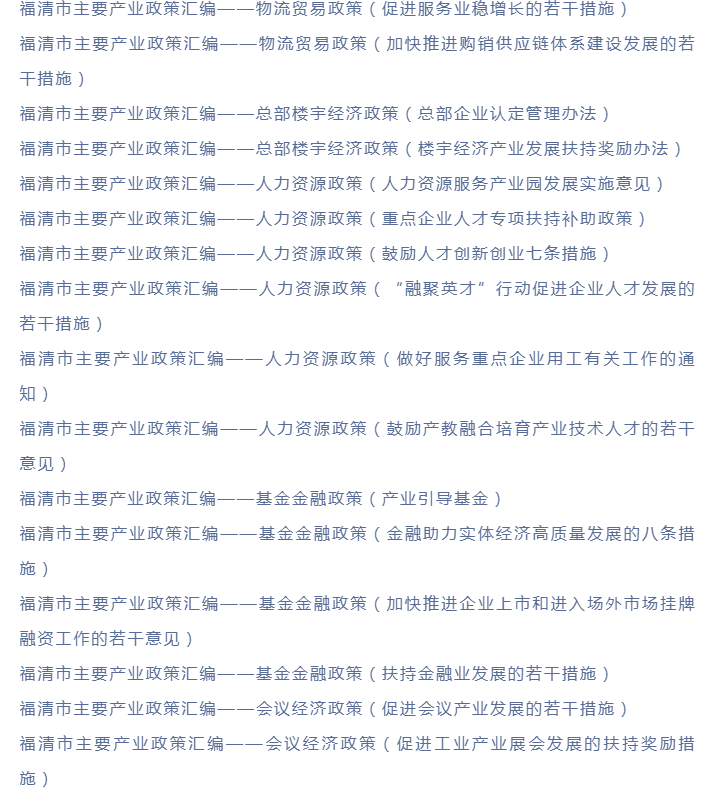 福清市主要产业政策汇编——物流贸易政策（促进服务业稳增长的若干措施）
福清市主要产业政策汇编——物流贸易政策（加快推进购销供应链体系建设发展的若
干措施）
福清市主要产业政策汇编——总部楼宇经济政策（总部企业认定管理办法）
福清市主要产业政策汇编——总部楼宇经济政策（楼宇经济产业发展扶持奖励办法）
福清市主要产业政策汇编——人力资源政策（人力资源服务产业园发展实施意见）
福清市主要产业政策汇编——人力资源政策（重点企业人才专项扶持补助政策）
福清市主要产业政策汇编——人力资源政策（鼓励人才创新创业七条措施）
福清市主要产业政策汇编——人力资源政策（“融聚英才”行动促进企业人才发展的
若干措施）
福清市主要产业政策汇编——人力资源政策（做好服务重点企业用工有关工作的通
知）
福清市主要产业政策汇编——人力资源政策（鼓励产教融合培育产业技术人才的若干
意见）
福清市主要产业政策汇编——基金金融政策（产业引导基金）
福清市主要产业政策汇编——基金金融政策（金融助力实体经济高质量发展的八条措
施）
福清市主要产业政策汇编——基金金融政策（加快推进企业上市和进入场外市场挂牌
融资工作的若干意见）
福清市主要产业政策汇编——基金金融政策（扶持金融业发展的若干措施）
福清市主要产业政策汇编——会议经济政策（促进会议产业发展的若干措施）
福清市主要产业政策汇编——会议经济政策（促进工业产业展会发展的扶持奖励措
施）